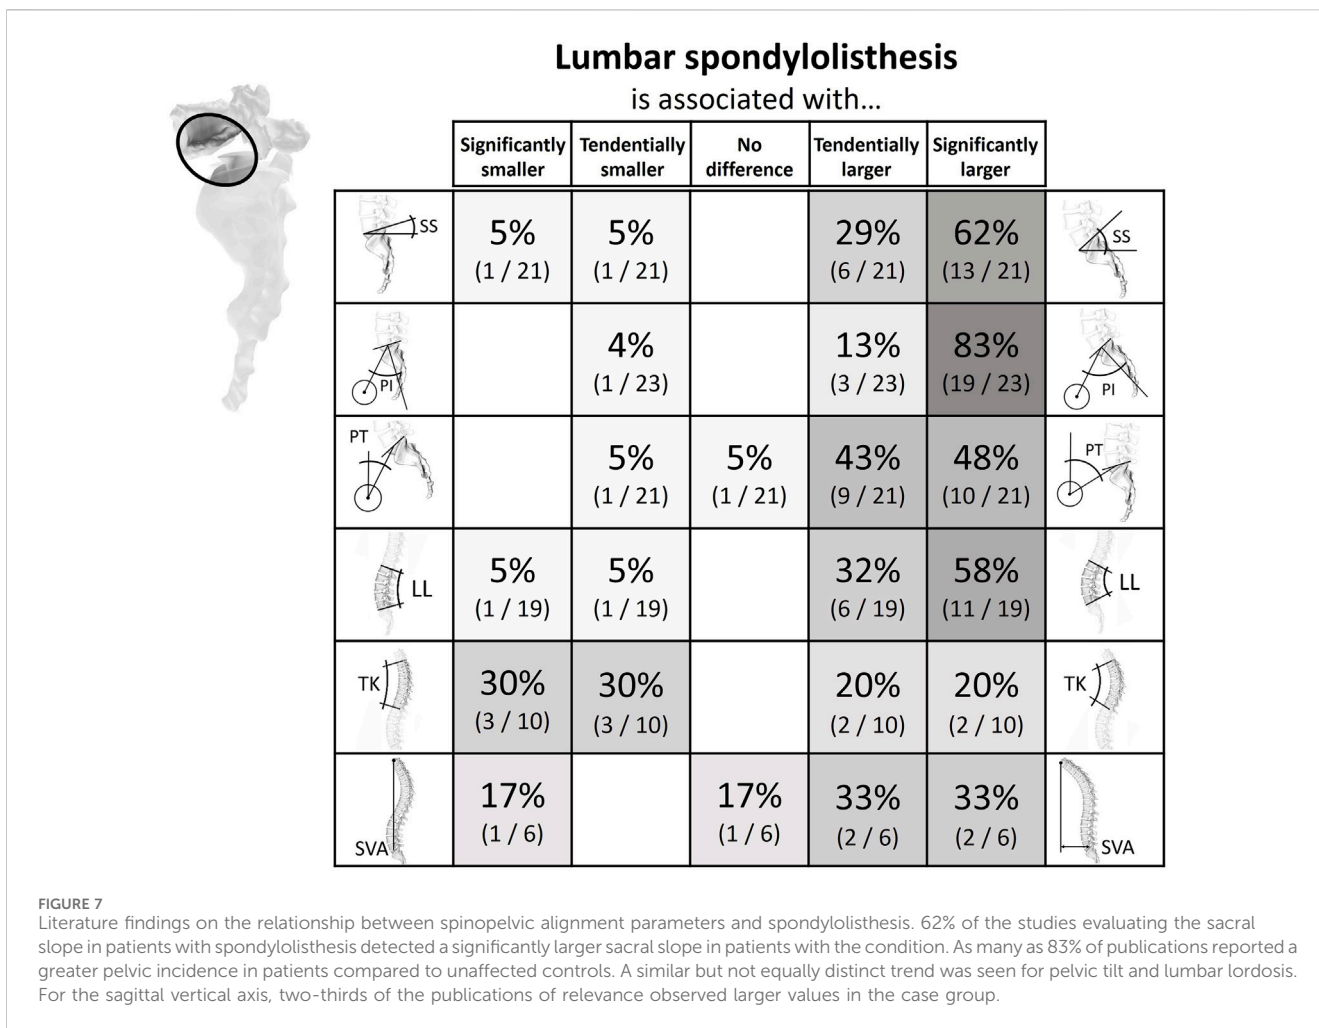 Lumbar spondylolisthesis
is associated with...
Significantly smaller
Tendentially smaller
No difference
Tendentially larger
Significantly larger
SS
5% (1 / 21)
5% (1 / 21)
29% (6 / 21)
62% (13 / 21)
SS
PI
4% (1 / 23)
13% (3 / 23)
83% (19 / 23)
PI
PT
5% (1 / 21)
5% (1 / 21)
43% (9 / 21)
48% (10 / 21)
PT
LL
5% (1 / 19)
5% (1 / 19)
32% (6 / 19)
58% (11 / 19)
LL
TK
30% (3 / 10)
30% (3 / 10)
20% (2 / 10)
20% (2 / 10)
TK
SVA
17% (1 / 6)
17% (1 / 6)
33% (2 / 6)
33% (2 / 6)
SVA
FIGURE 7
Literature findings on the relationship between spinopelvic alignment parameters and spondylolisthesis. 62% of the studies evaluating the sacral
slope in patients with spondylolisthesis detected a significantly larger sacral slope in patients with the condition. As many as 83% of publications reported a
greater pelvic incidence in patients compared to unaffected controls. A similar but not equally distinct trend was seen for pelvic tilt and lumbar lordosis.
For the sagittal vertical axis, two-thirds of the publications of relevance observed larger values in the case group.